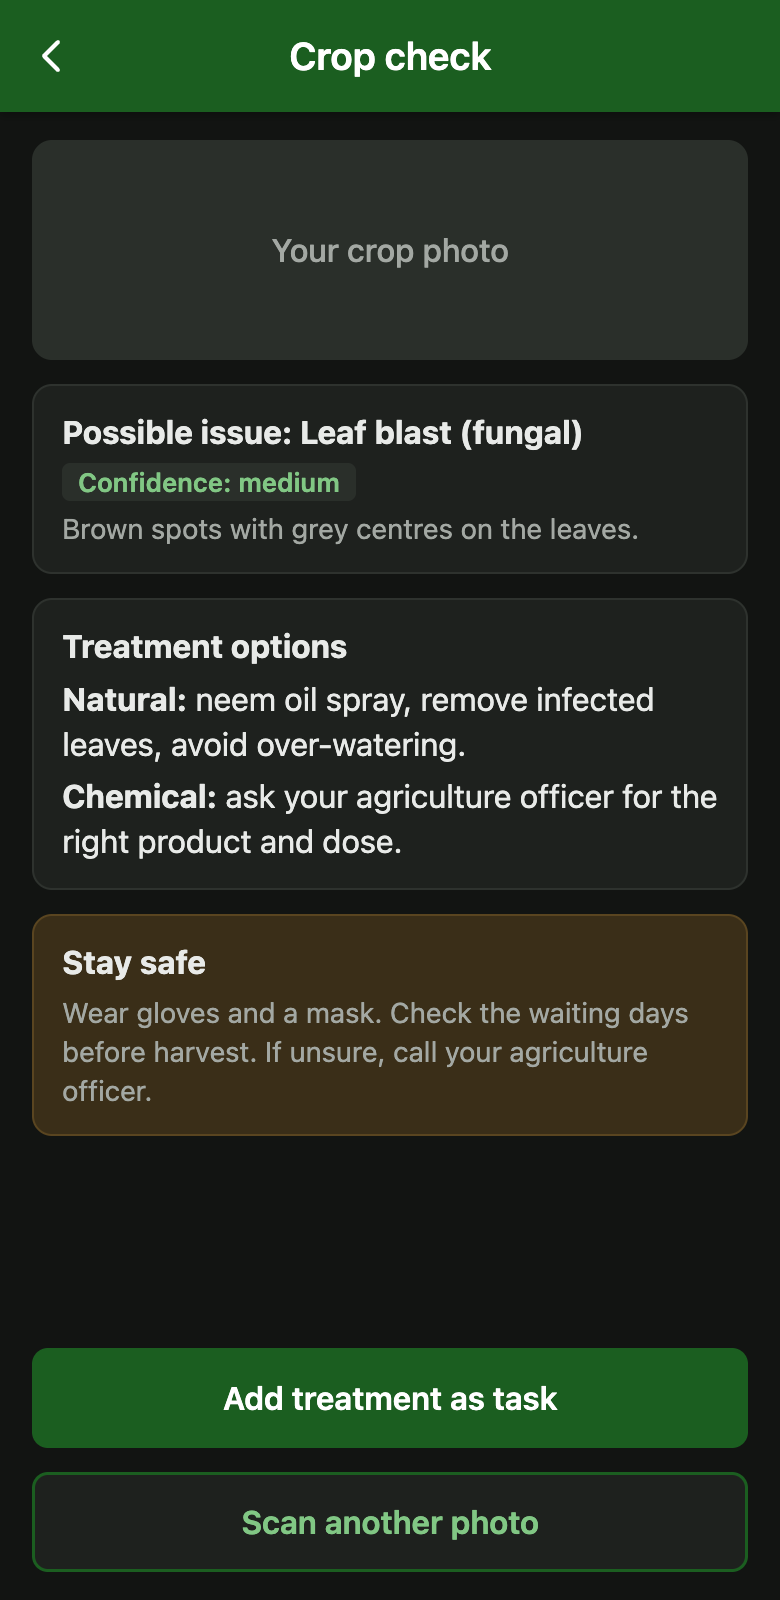 Crop check
Your crop photo
Possible issue: Leaf blast (fungal)
Confidence: medium
Brown spots with grey centres on the leaves.
Treatment options
Natural: neem oil spray, remove infected
leaves, avoid over-watering.
Chemical: ask your agriculture officer for the
right product and dose.
Stay safe
Wear gloves and a mask. Check the waiting days
before harvest. If unsure, call your agriculture
officer.
Add treatment as task
Scan another photo